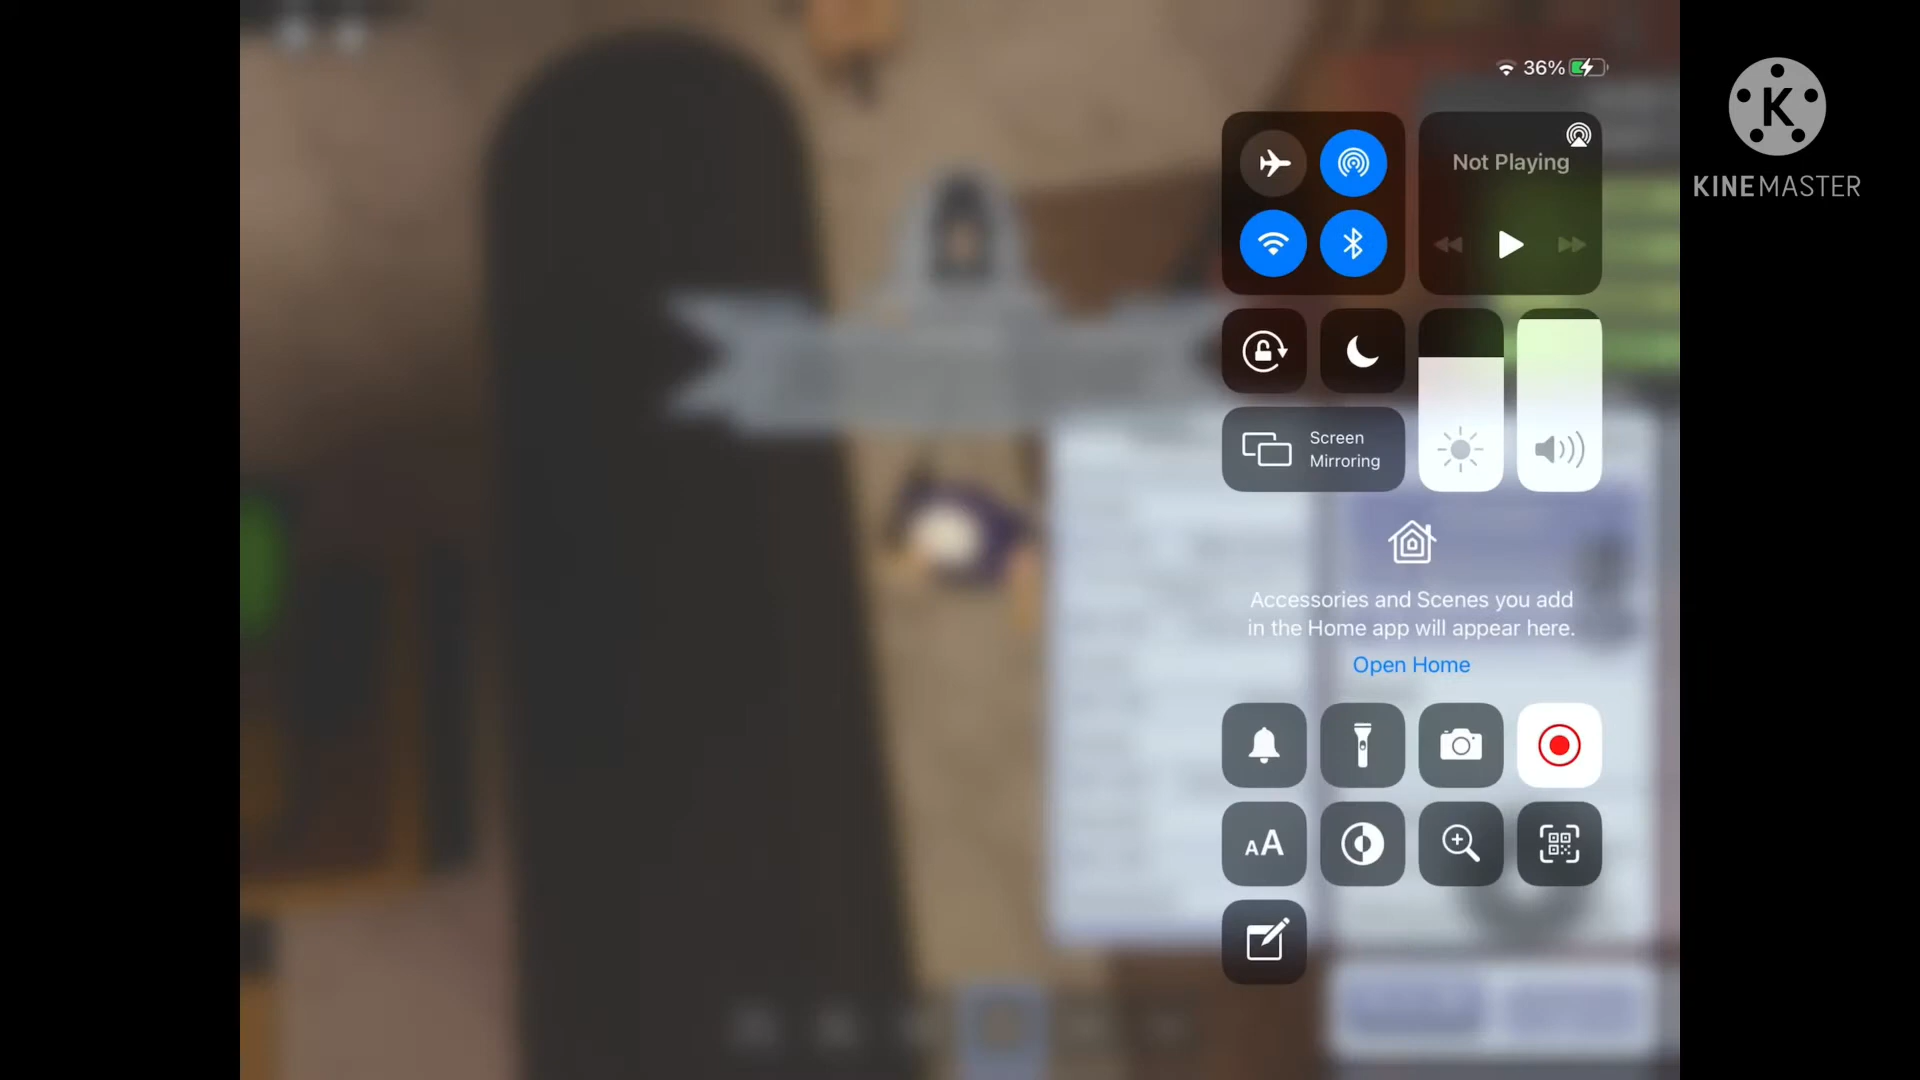 36%
K
KINEMASTER
Not Playing
Screen
Mirroring
Accessories and Scenes you add
in the Home app will appear here.
Open Home
AA